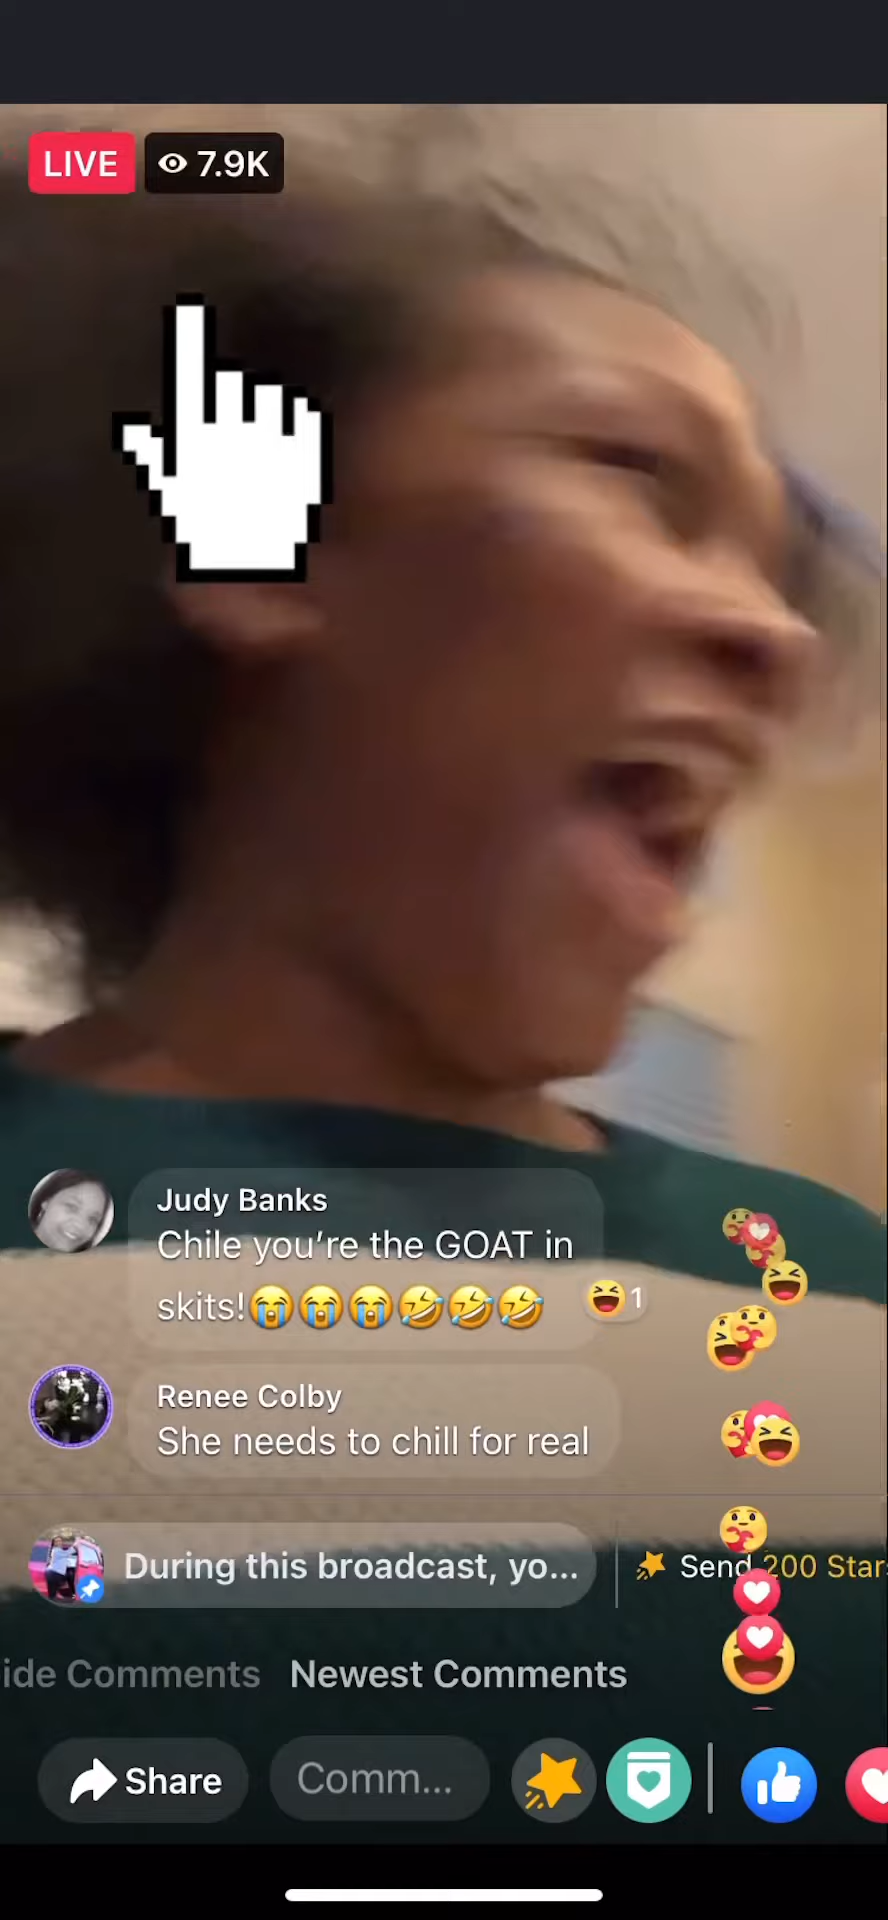 LIVE 7.9K
Judy Banks
Chile you're the GOAT in
skits!😭😭😭🤣🤣🤣 1
Renee Colby
She needs to chill for real
During this broadcast, yo... Send 200 Star
ide Comments Newest Comments
Share Comm...